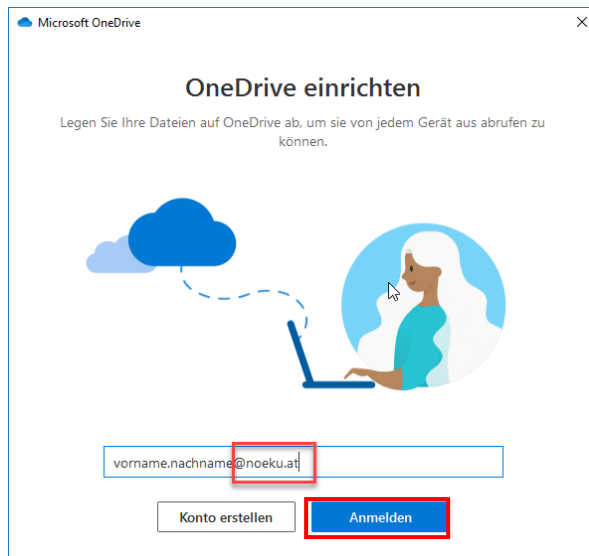 Microsoft OneDrive
OneDrive einrichten
Legen Sie Ihre Dateien auf OneDrive ab, um sie von jedem Gerät aus abrufen zu
können.
vorname.nachname@noeku.at
Konto erstellen
Anmelden